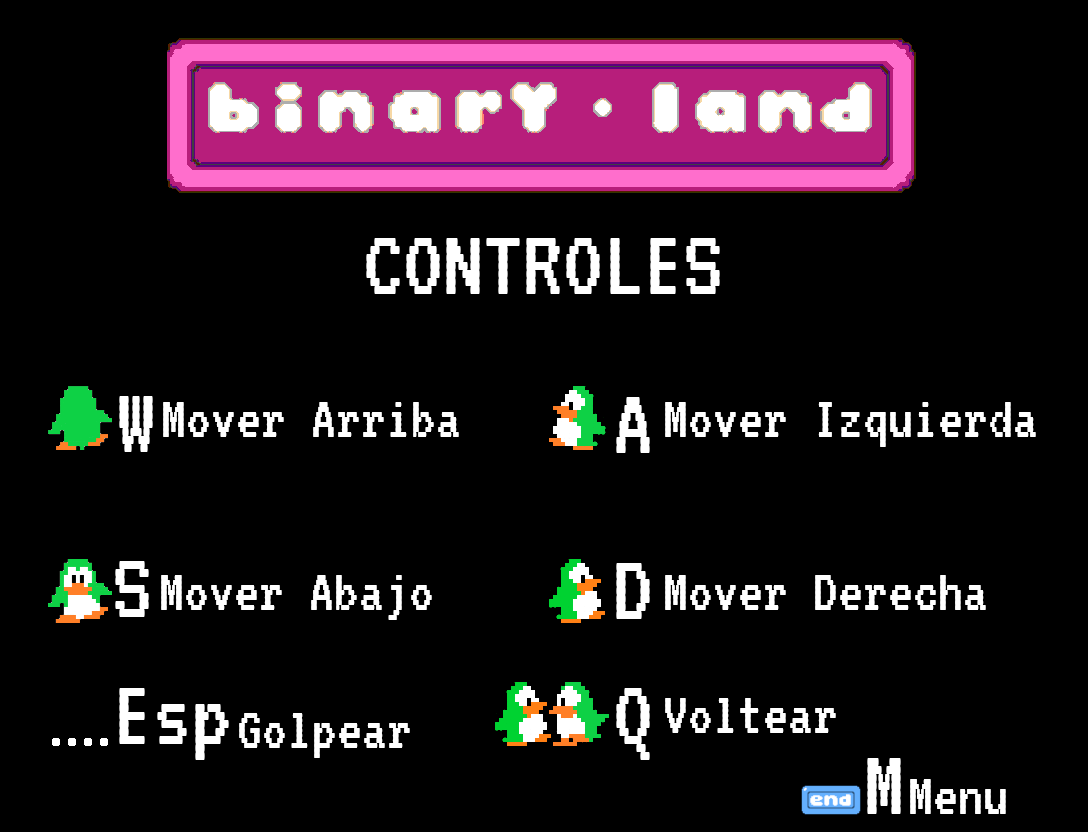 binarY · land
CONTROLES
W Mover Arriba
A Mover Izquierda
S Mover Abajo
D Mover Derecha
....Esp Golpear
Q Voltear
end M Menu